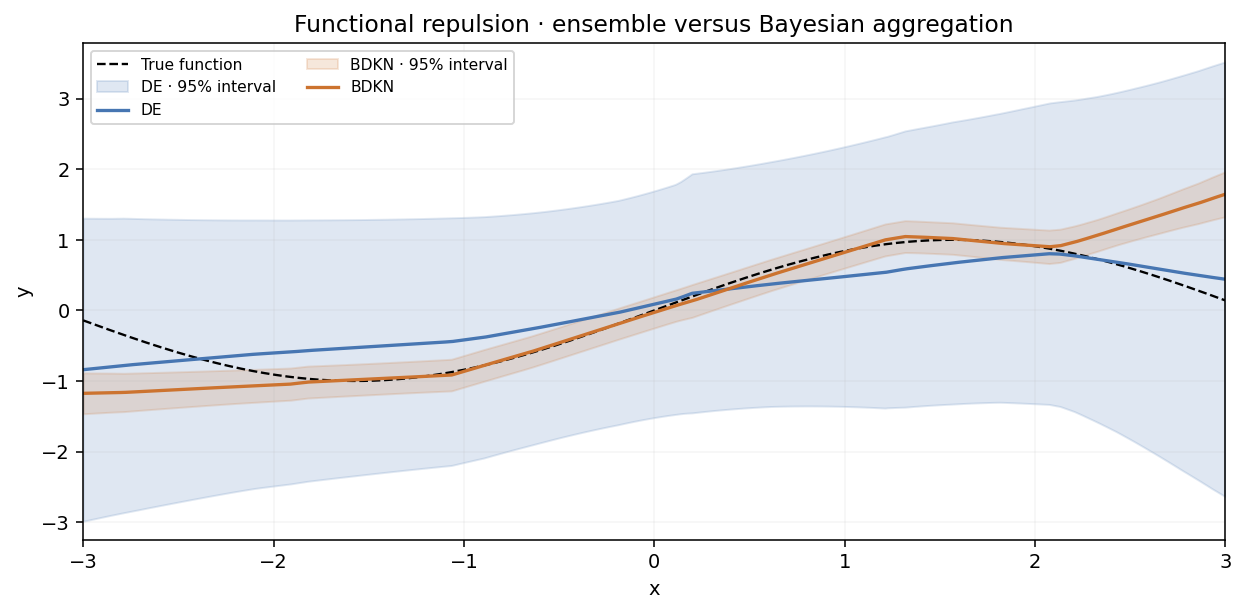 Functional repulsion · ensemble versus Bayesian aggregation
True function
DE · 95% interval
DE
BDKN · 95% interval
BDKN
y
3
2
1
0
−1
−2
−3
−3 −2 −1 0 1 2 3
x